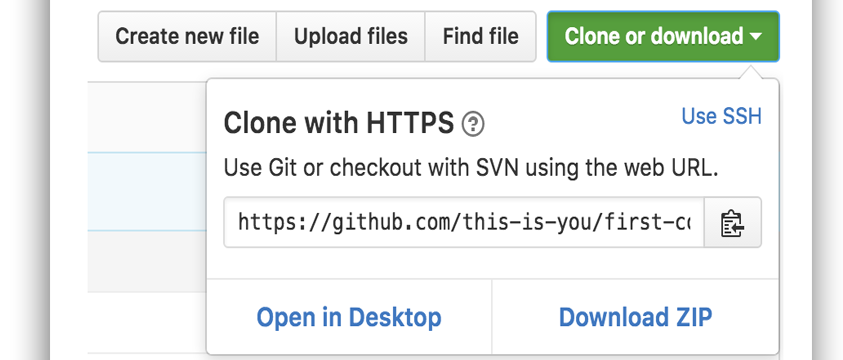 Create new file Upload files Find file Clone or download
Clone with HTTPS ? Use SSH
Use Git or checkout with SVN using the web URL.
https://github.com/this-is-you/first-c
Open in Desktop Download ZIP